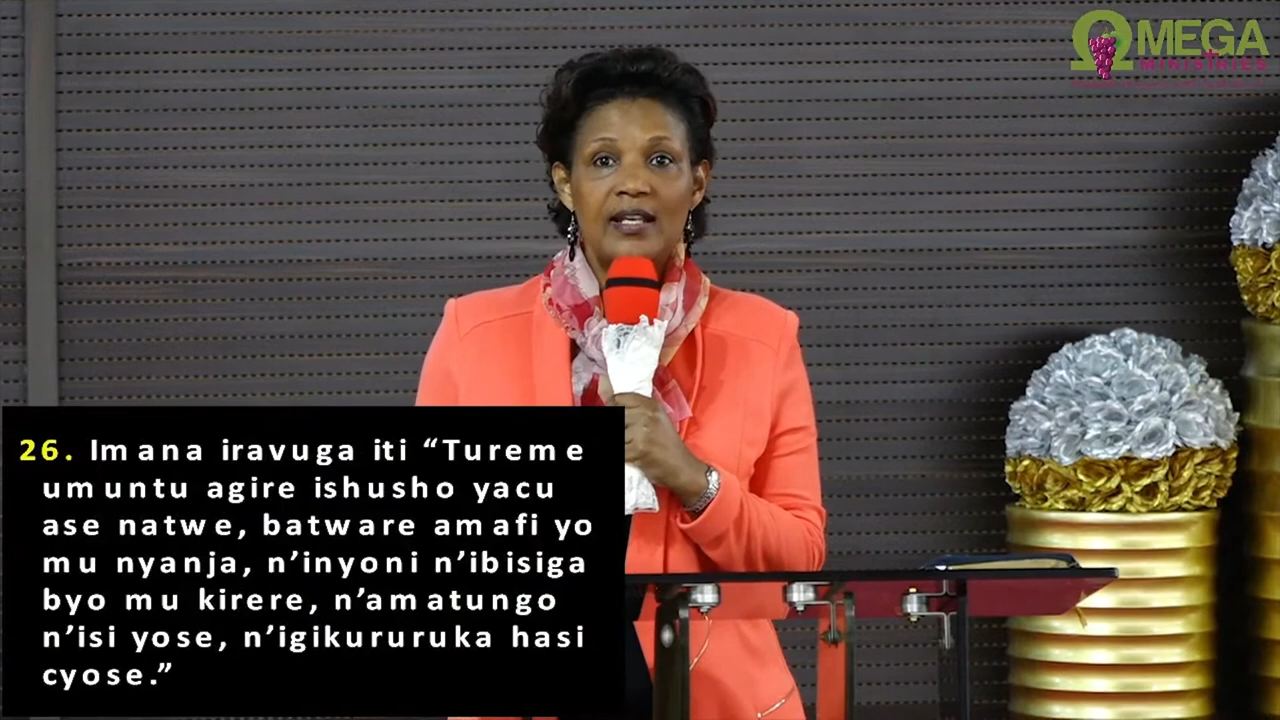 ΩMEGA
MINISTRIES
26. Imana iravuga iti “Tureme
umuntu agire ishusho yacu
ase natwe, batware amafi yo
mu nyanja, n’inyoni n’ibisiga
byo mu kirere, n’amatungo
n’isi yose, n’igikururuka hasi
cyose.”